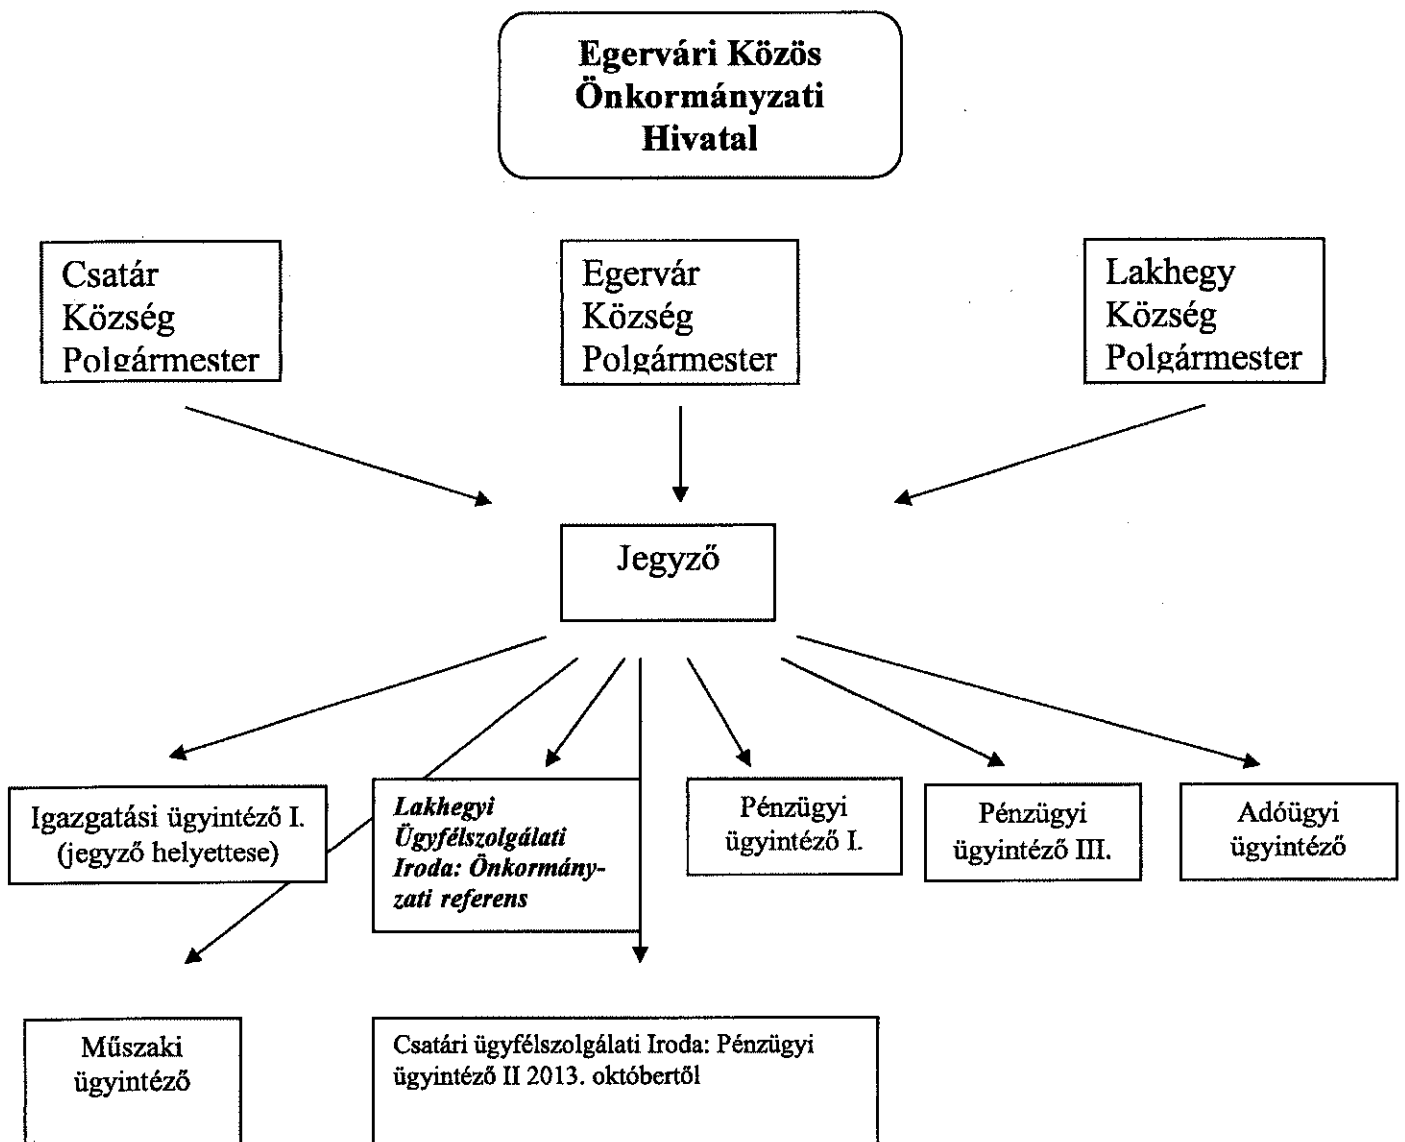 Egervári Közös
Önkormányzati
Hivatal
Csatár
Község
Polgármester
Egervár
Község
Polgármester
Lakhegy
Község
Polgármester
Jegyző
Igazgatási ügyintéző I.
(jegyző helyettese)
Lakhegyi
Ügyfélszolgálati
Iroda: Önkormány-
zati referens
Pénzügyi
ügyintéző I.
Pénzügyi
ügyintéző III.
Adóügyi
ügyintéző
Műszaki
ügyintéző
Csatári ügyfélszolgálati Iroda: Pénzügyi
ügyintéző II 2013. októbertől